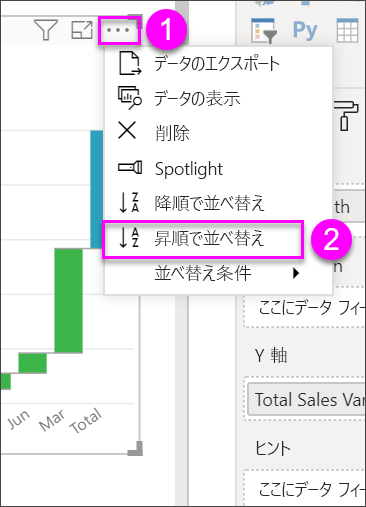 1
データのエクスポート
データの表示
削除
Spotlight
降順で並べ替え
昇順で並べ替え
2
並べ替え条件
Jun
Mar
Total
Py
th
n
ここにデータ フィー
Y 軸
Total Sales Var
ヒント
ここにデータ フィー